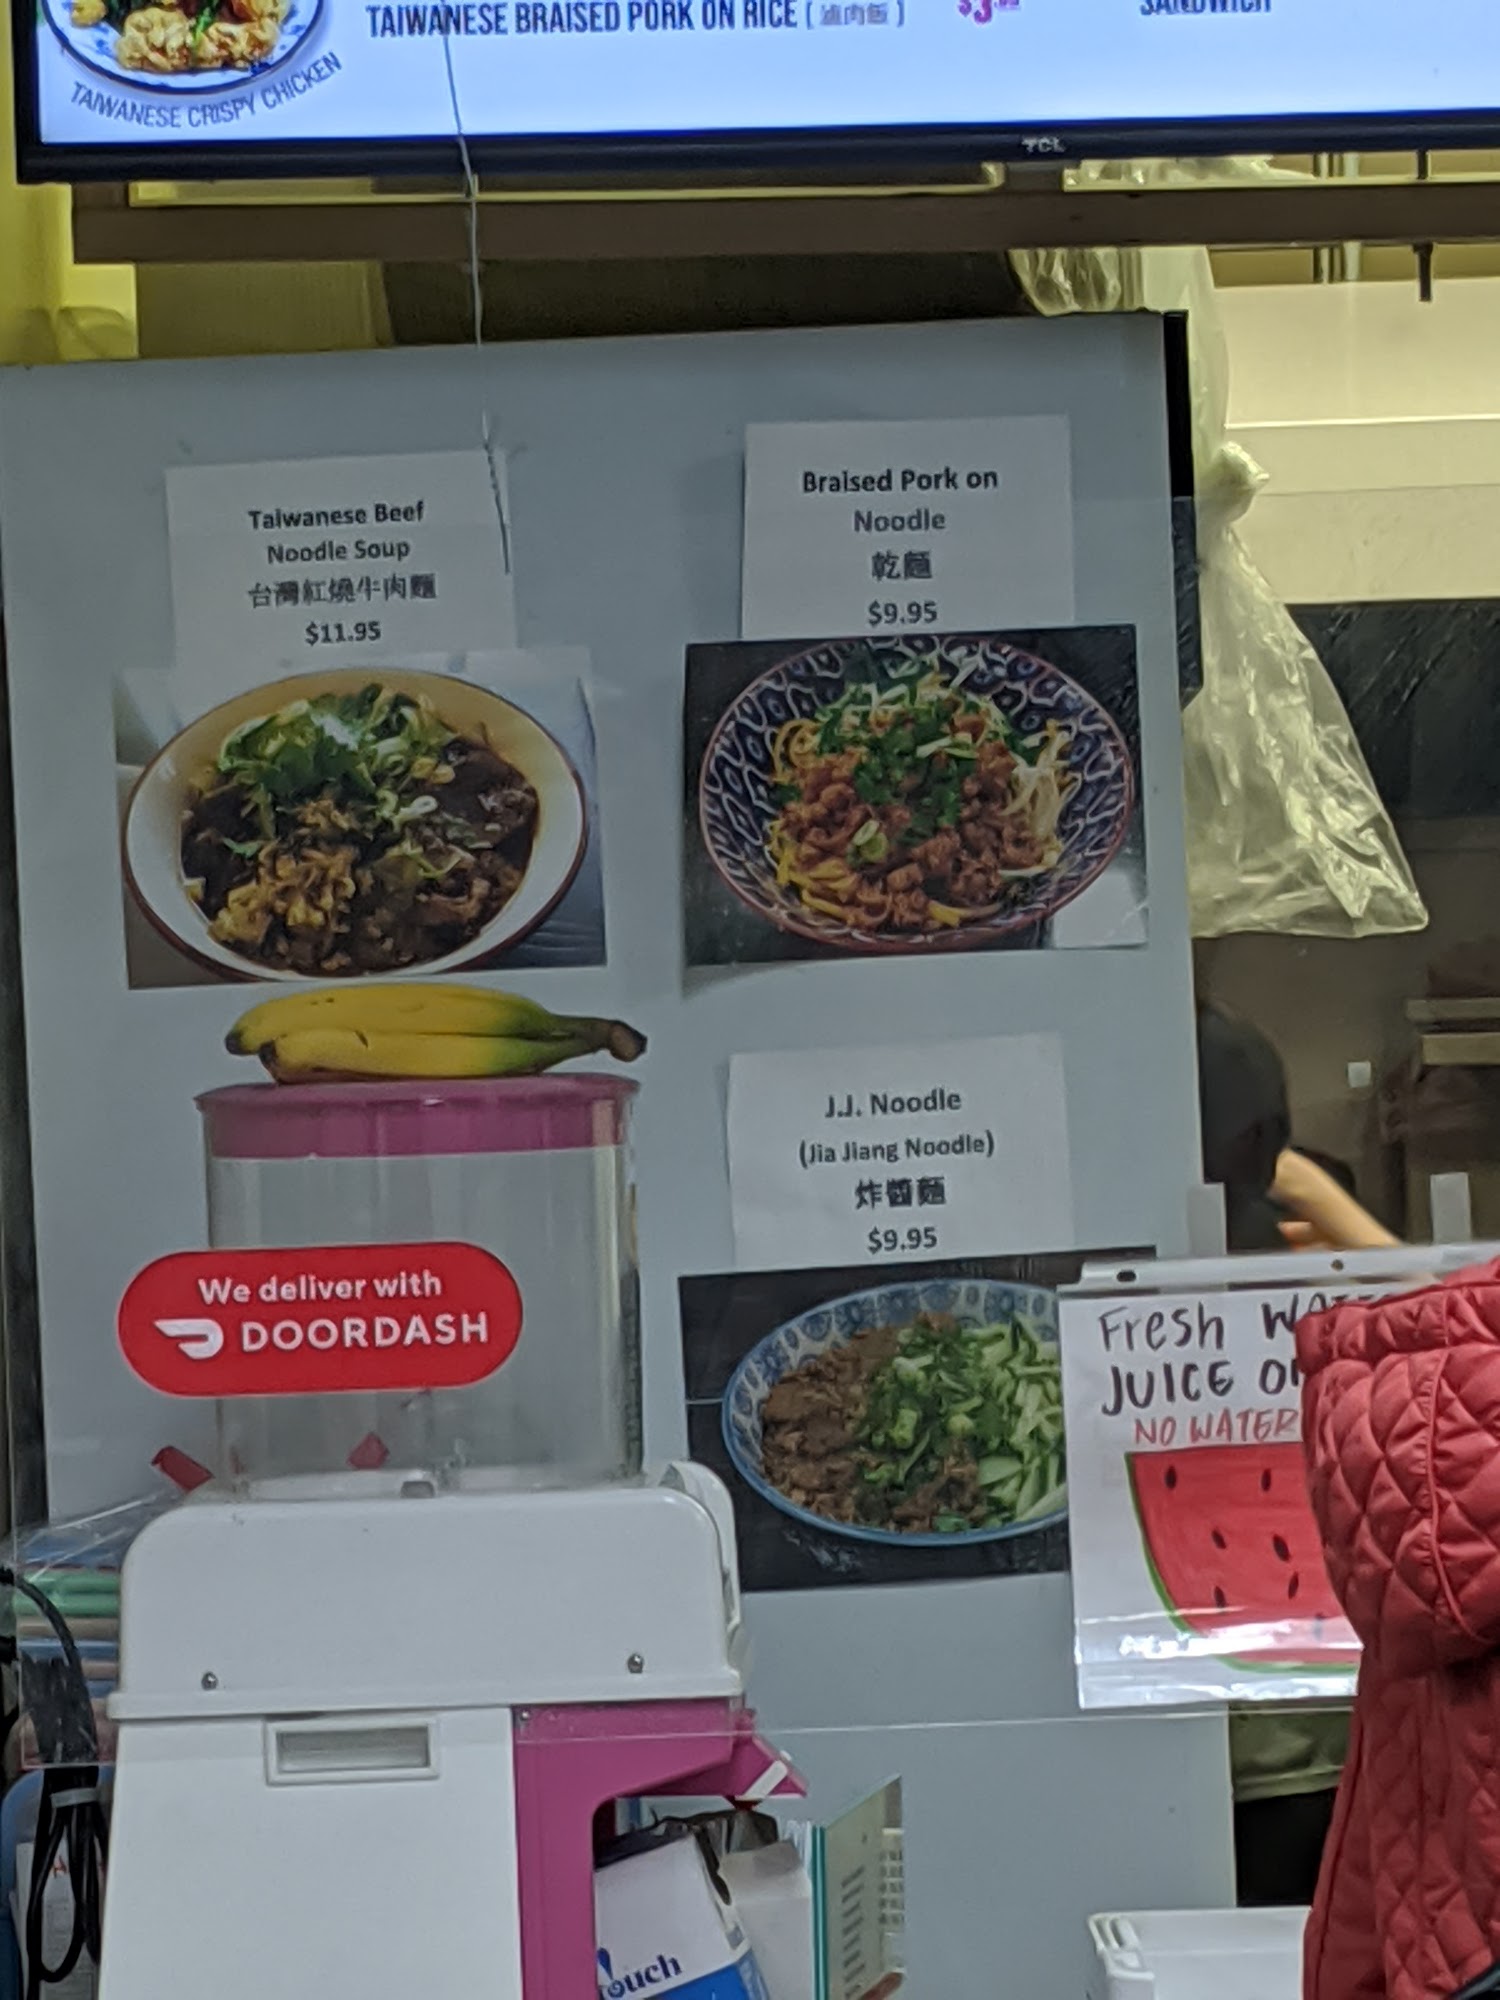 TAIWANESE BRAISED PORK ON RICE (滷肉飯)
SANDWICH
TAIWANESE CRISPY CHICKEN
TCL
Taiwanese Beef
Noodle Soup
台灣紅燒牛肉麵
$11.95
Braised Pork on
Noodle
乾麵
$9.95
J.J. Noodle
(Jia Jiang Noodle)
炸醬麵
$9.95
We deliver with
DOORDASH
Fresh
JUICE
NO WATER
ouch